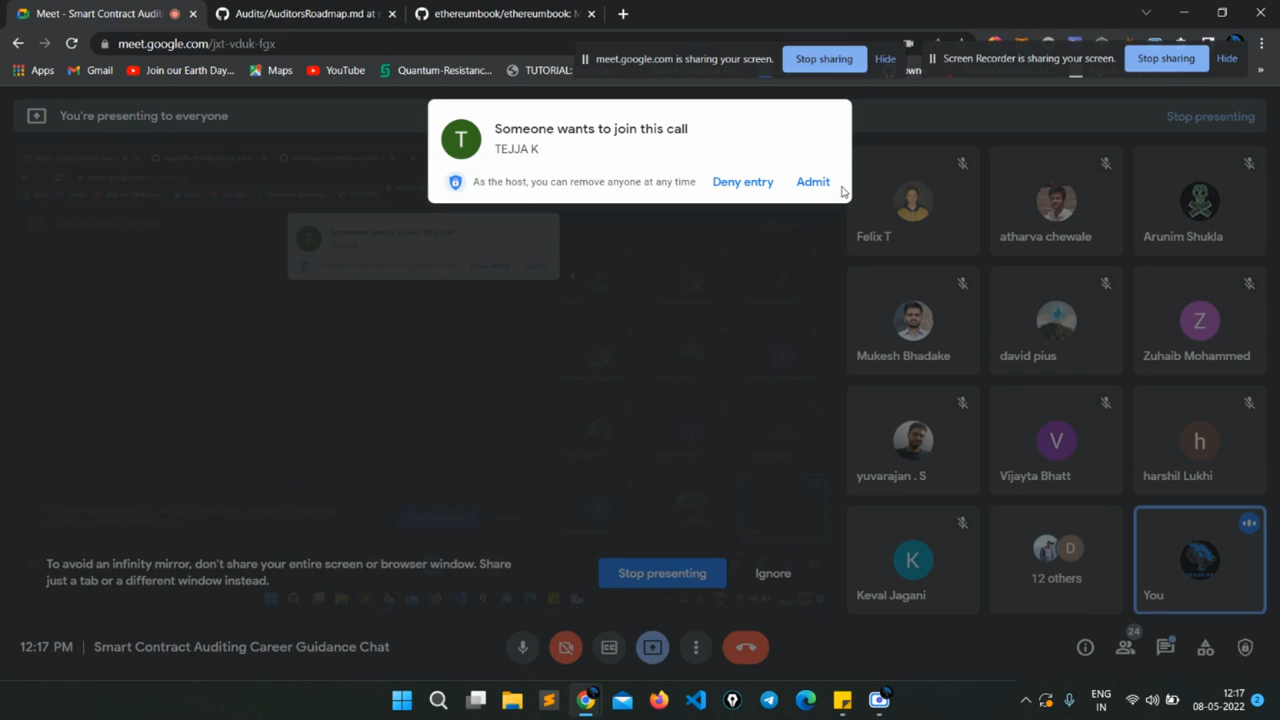 Meet - Smart Contract Audit
Audits/AuditorsRoadmap.md at
ethereumbook/ethereumbook: M
meet.google.com/jxt-vduk-fgx
meet.google.com is sharing your screen.
Stop sharing
Hide
Screen Recorder is sharing your screen.
Stop sharing
Hide
Apps
Gmail
Join our Earth Day...
Maps
YouTube
Quantum-Resistanc...
TUTORIAL:
You're presenting to everyone
Stop presenting
T
Someone wants to join this call
TEJJA K
As the host, you can remove anyone at any time
Deny entry
Admit
Felix T
atharva chewale
Arunim Shukla
Mukesh Bhadake
david pius
Z
Zuhaib Mohammed
yuvarajan . S
V
Vijayta Bhatt
h
harshil Lukhi
K
Keval Jagani
D
12 others
You
To avoid an infinity mirror, don't share your entire screen or browser window. Share
just a tab or a different window instead.
Stop presenting
Ignore
12:17 PM | Smart Contract Auditing Career Guidance Chat
CC
24
ENG
IN
12:17
08-05-2022
2